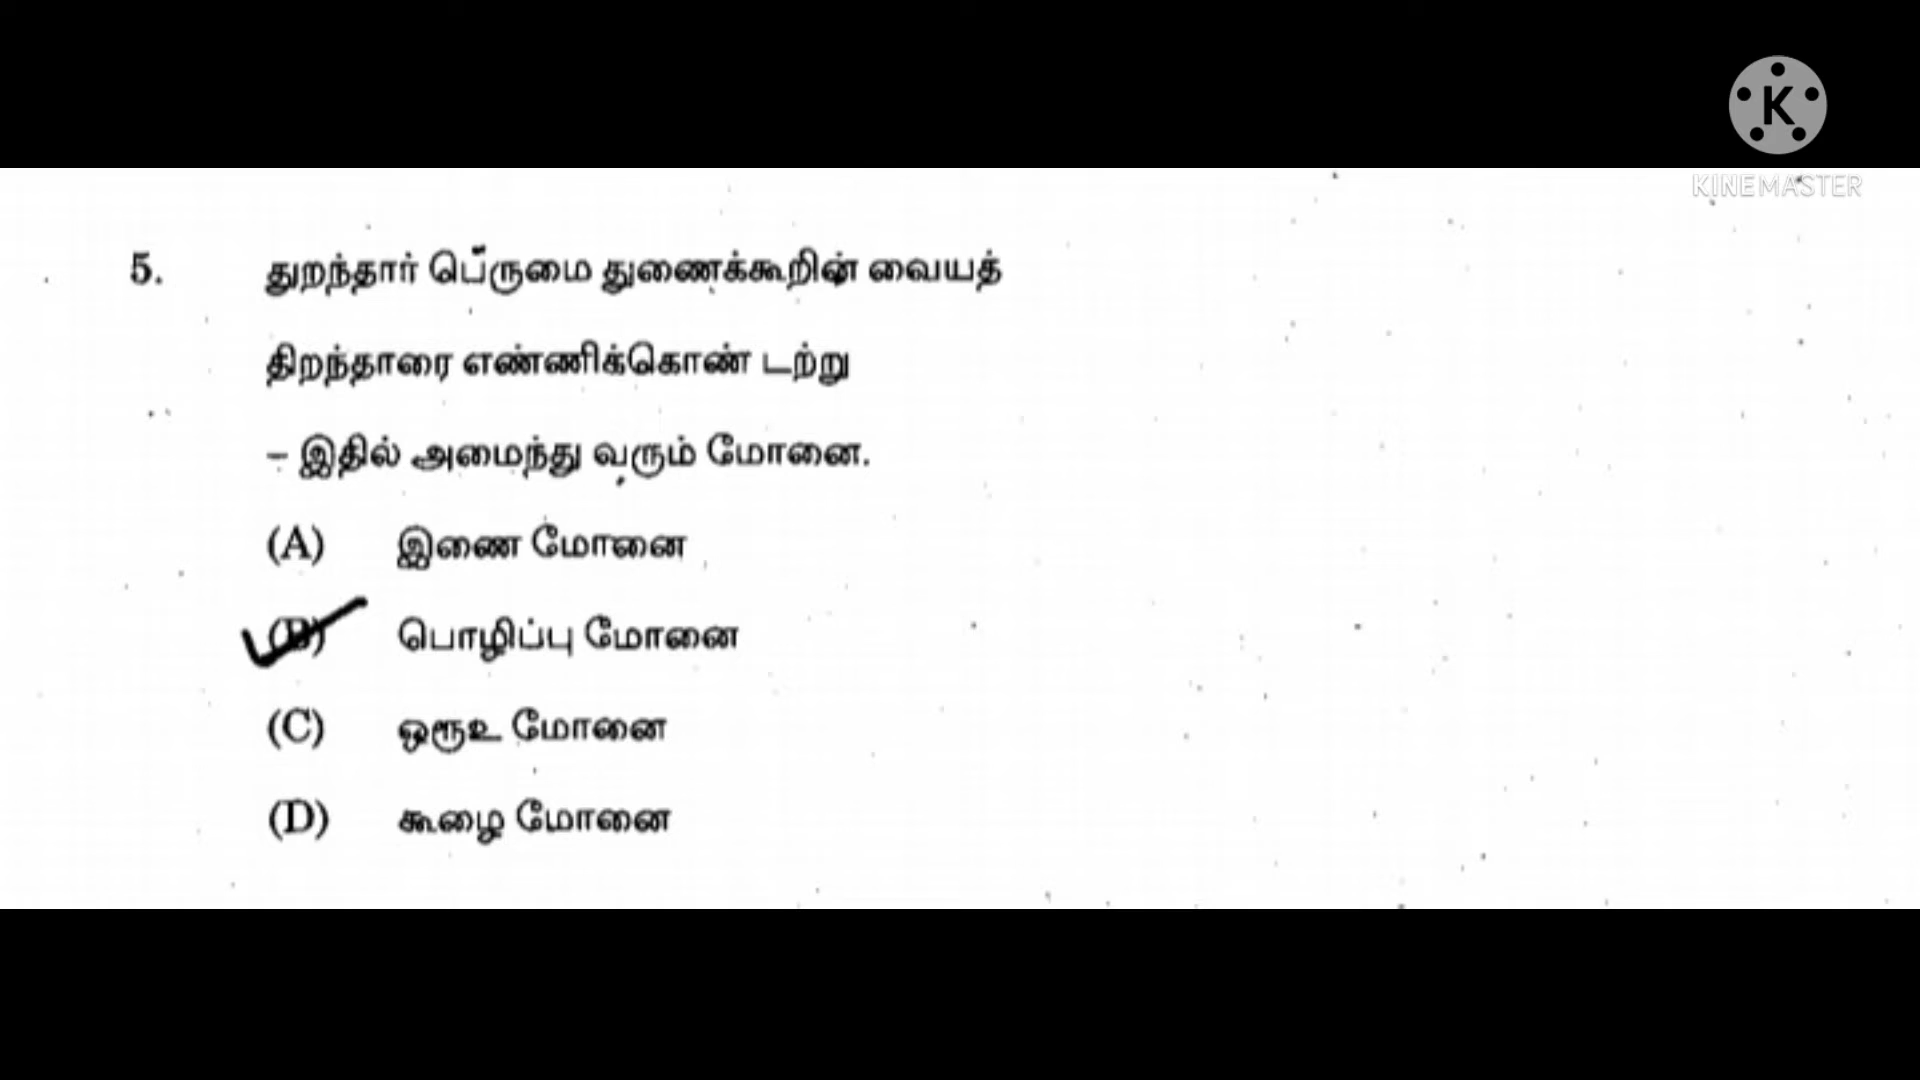 K
KINEMASTER
5. துறந்தார் பெருமை துணைக்கூறின் வையத்
திறந்தாரை எண்ணிக்கொண் டற்று
– இதில் அமைந்து வரும் மோனை.
(A) இணை மோனை
(B) பொழிப்பு மோனை
(C) ஒரூஉ மோனை
(D) கூழை மோனை